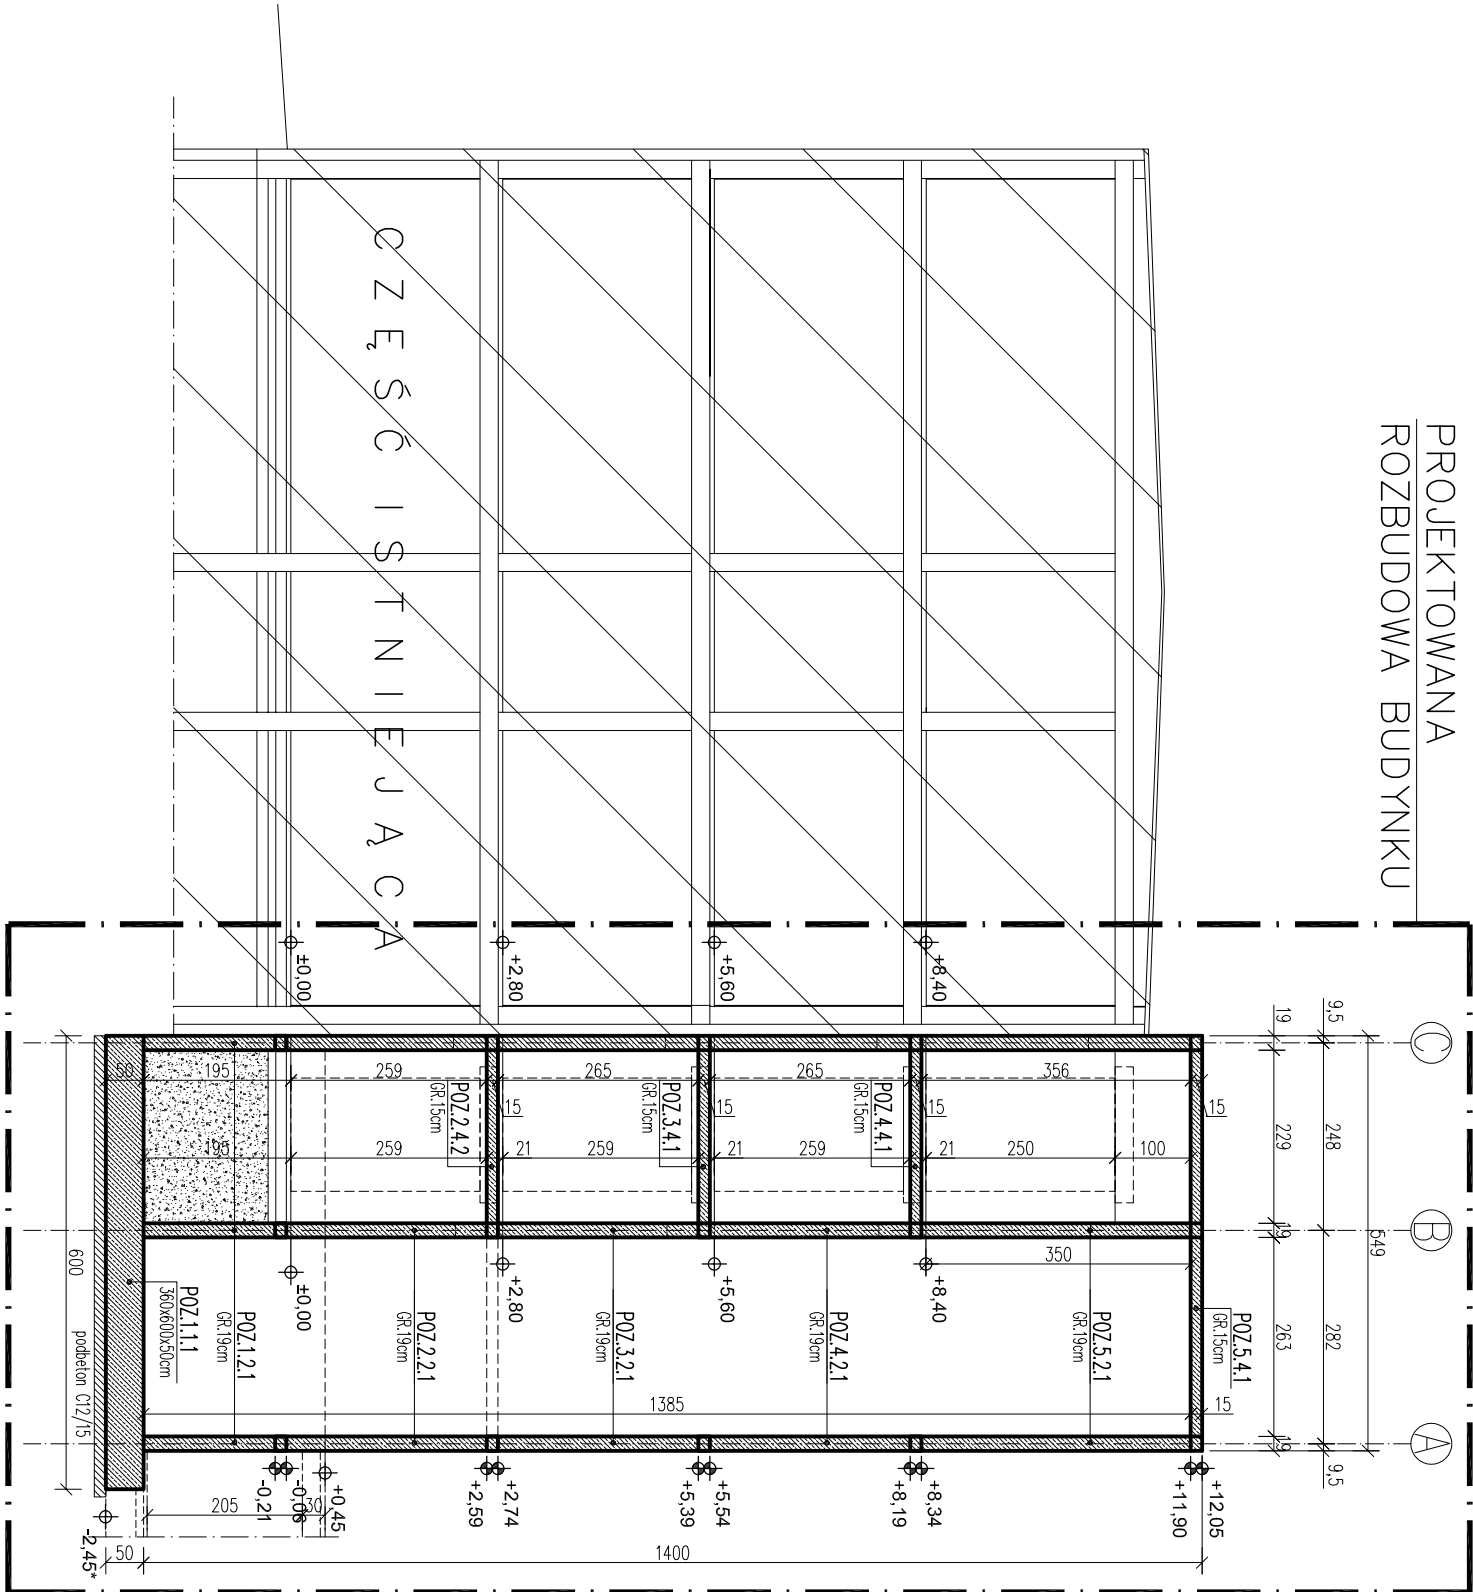 PROJEKTOWANA
ROZBUDOWA BUDYNKU
CZĘŚĆ ISTNIEJĄCA
C
B
A
549
9,5
248
282
9,5
19
229
19
263
19
+12,05
+11,90
+8,34
+8,19
+5,54
+5,39
+2,74
+2,59
+0,45
-0,06
-0,21
-2,45*
+8,40
+5,60
+2,80
±0,00
+8,40
+5,60
+2,80
±0,00
POZ.5.4.1
GR.15cm
POZ.5.2.1
GR.19cm
POZ.4.4.1
GR.15cm
POZ.4.2.1
GR.19cm
POZ.3.4.1
GR.15cm
POZ.3.2.1
GR.19cm
POZ.2.4.2
GR.15cm
POZ.2.2.1
GR.19cm
POZ.1.2.1
GR.19cm
POZ.1.1.1
360x600x50cm
podbeton C12/15
600
50
195
259
15
265
15
265
15
356
15
195
259
21
259
21
259
21
250
100
350
1385
15
205
30
50
1400